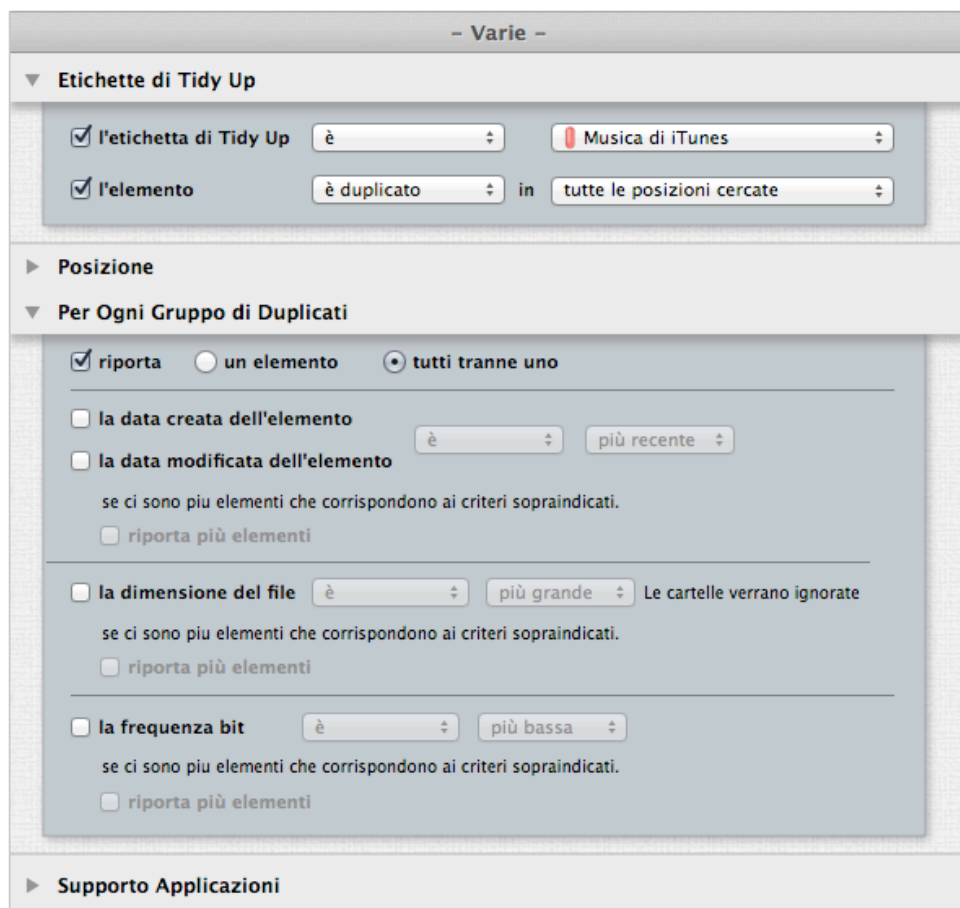 – Varie –
Etichette di Tidy Up
l'etichetta di Tidy Up è Musica di iTunes
l'elemento è duplicato in tutte le posizioni cercate
Posizione
Per Ogni Gruppo di Duplicati
riporta un elemento tutti tranne uno
la data creata dell'elemento
è più recente
la data modificata dell'elemento
se ci sono piu elementi che corrispondono ai criteri sopraindicati.
riporta più elementi
la dimensione del file è più grande Le cartelle verrano ignorate
se ci sono piu elementi che corrispondono ai criteri sopraindicati.
riporta più elementi
la frequenza bit è più bassa
se ci sono piu elementi che corrispondono ai criteri sopraindicati.
riporta più elementi
Supporto Applicazioni